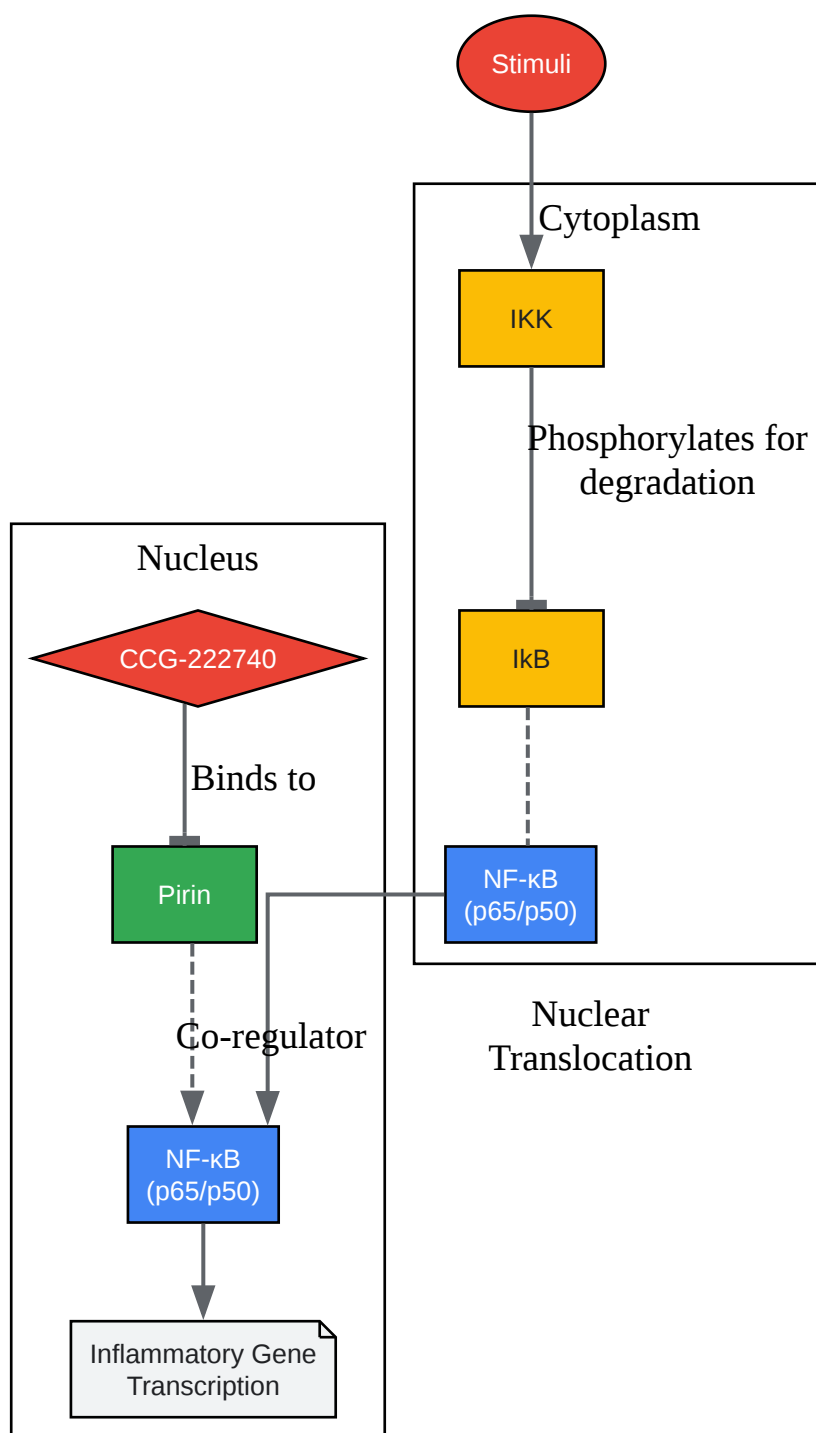 Stimuli
Cytoplasm
IKK
Phosphorylates for
degradation
Nucleus
CCG-222740
IkB
Binds to
Pirin
NF-κB
(p65/p50)
Nuclear
Translocation
Co-regulator
NF-κB
(p65/p50)
Inflammatory Gene
Transcription